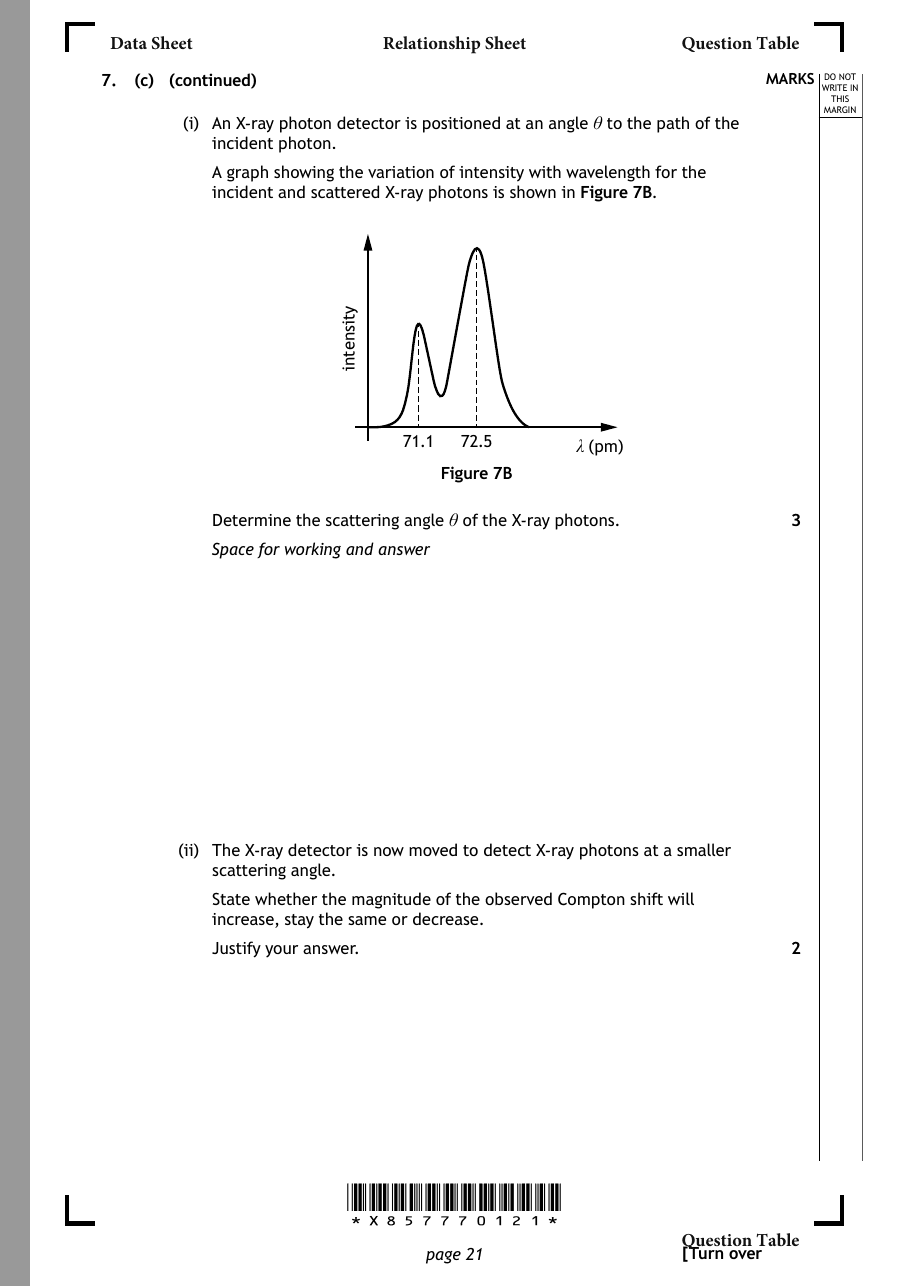 Data Sheet Relationship Sheet Question Table
7. (c) (continued)
MARKS
DO NOT
WRITE IN
THIS
MARGIN
(i) An X-ray photon detector is positioned at an angle θ to the path of the
incident photon.
A graph showing the variation of intensity with wavelength for the
incident and scattered X-ray photons is shown in Figure 7B.
intensity
71.1 72.5
λ (pm)
Figure 7B
Determine the scattering angle θ of the X-ray photons. 3
Space for working and answer
(ii) The X-ray detector is now moved to detect X-ray photons at a smaller
scattering angle.
State whether the magnitude of the observed Compton shift will
increase, stay the same or decrease.
Justify your answer. 2
* X 8 5 7 7 7 0 1 2 1 *
page 21
Question Table
[Turn over